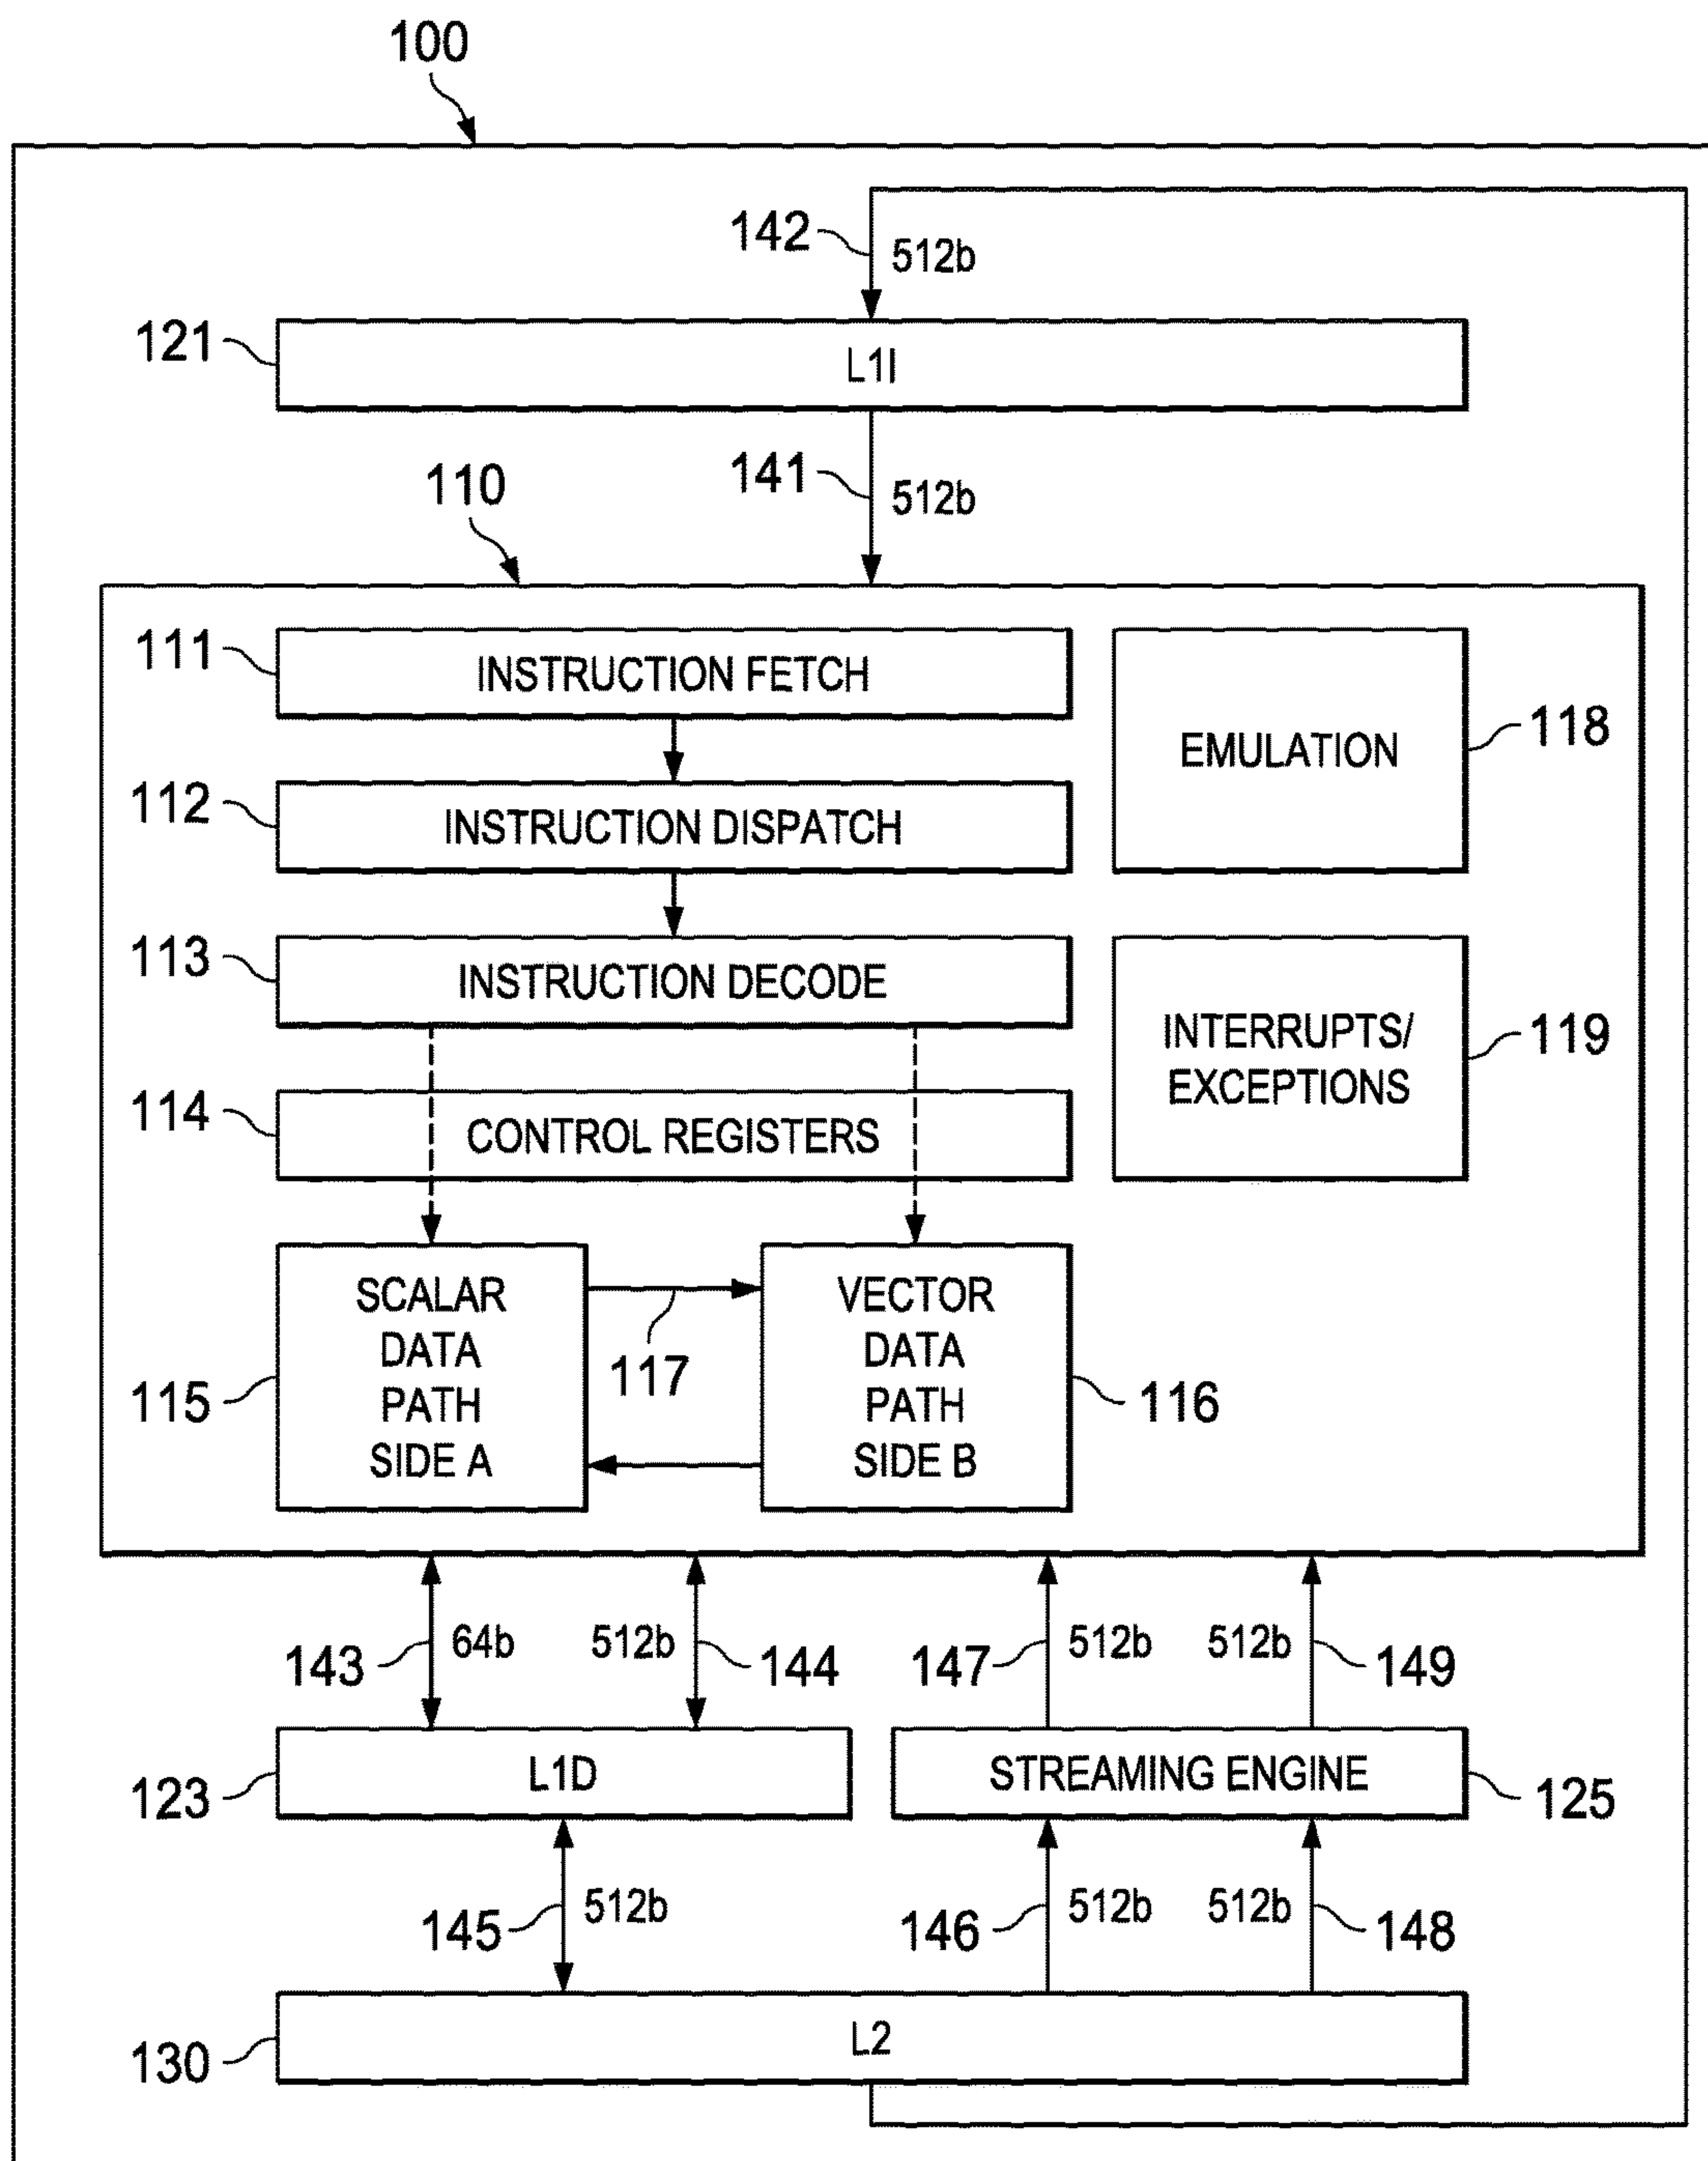 100
142
512b
121
L1I
141
512b
110
111
INSTRUCTION FETCH
118
EMULATION
112
INSTRUCTION DISPATCH
113
INSTRUCTION DECODE
119
INTERRUPTS/
EXCEPTIONS
114
CONTROL REGISTERS
115
SCALAR
DATA
PATH
SIDE A
117
VECTOR
DATA
PATH
SIDE B
116
143
64b
512b
144
147
512b
512b
149
123
L1D
STREAMING ENGINE
125
145
512b
146
512b
512b
148
130
L2